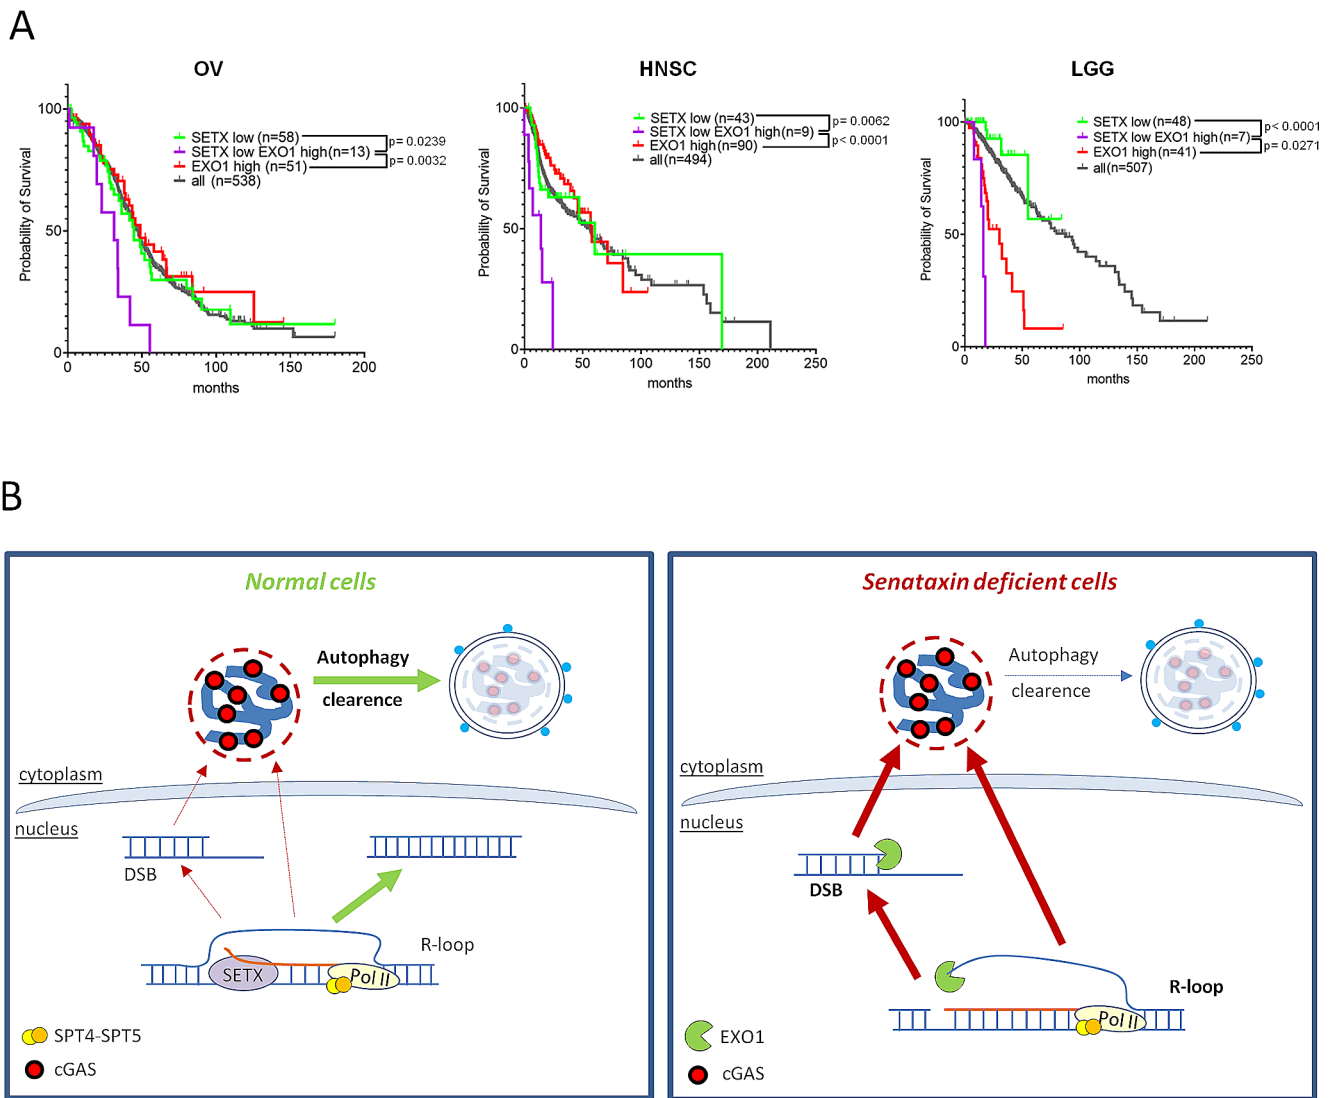 A
OV
Probability of Survival
100
50
0
0 50 100 150 200
months
SETX low (n=58)
SETX low EXO1 high(n=13)
EXO1 high(n=51)
all (n=538)
p= 0.0239
p= 0.0032
HNSC
Probability of Survival
100
50
0
0 50 100 150 200 250
months
SETX low (n=43)
SETX low EXO1 high(n=9)
EXO1 high(n=90)
all(n=494)
p= 0.0062
p< 0.0001
LGG
Probability of Survival
100
50
0
0 50 100 150 200 250
months
SETX low (n=48)
SETX low EXO1 high(n=7)
EXO1 high(n=41)
all(n=507)
p< 0.0001
p= 0.0271
B
Normal cells
Autophagy
clearence
cytoplasm
nucleus
DSB
R-loop
SETX
Pol II
SPT4-SPT5
cGAS
Senataxin deficient cells
Autophagy
clearence
cytoplasm
nucleus
DSB
R-loop
Pol II
EXO1
cGAS